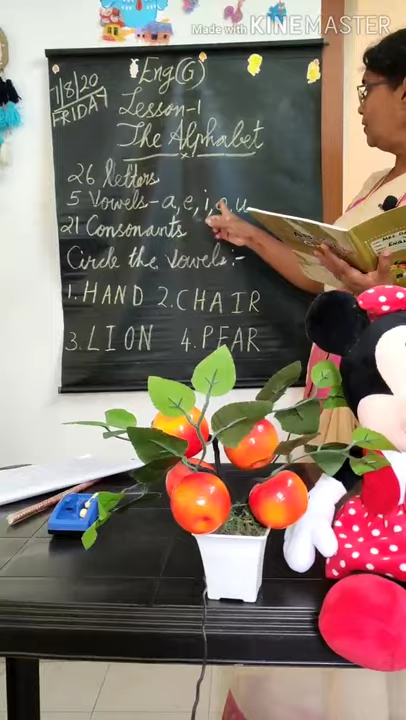 Made with KINEMASTER
Eng(G)
7/8/20
FRIDAY
Lesson-1
The Alphabet
26 letters
5 Vowels - a, e, i, o, u
21 Consonants
Circle the Vowels:-
1. HAND 2. CHAIR
3. LION 4. PEAR